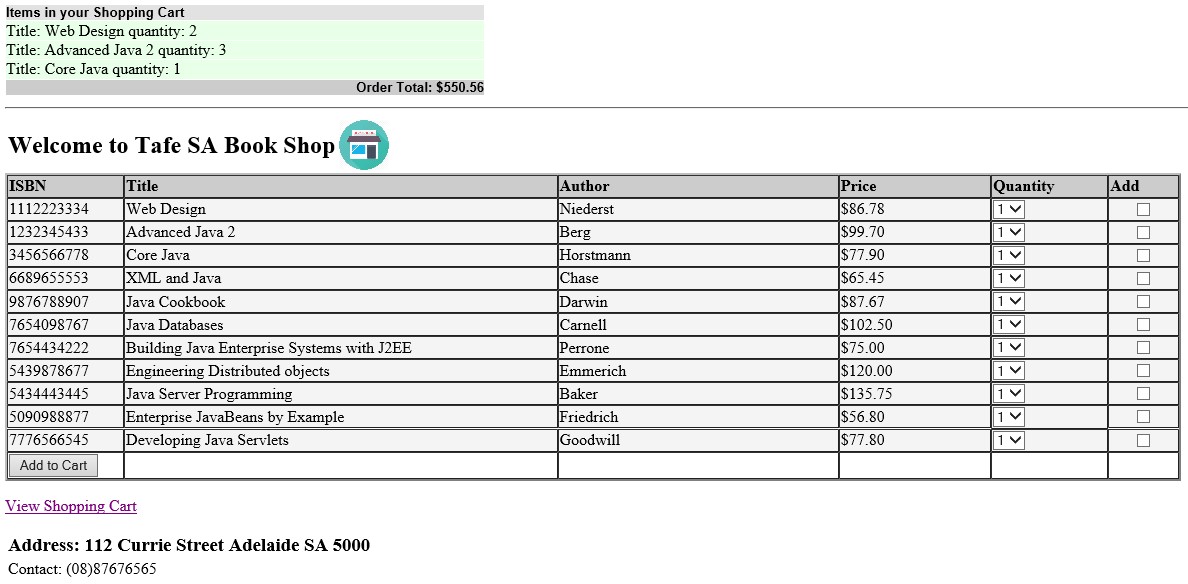 Items in your Shopping Cart
Title: Web Design quantity: 2
Title: Advanced Java 2 quantity: 3
Title: Core Java quantity: 1
Order Total: $550.56
Welcome to Tafe SA Book Shop
ISBN Title Author Price Quantity Add
1112223334 Web Design Niederst $86.78 1
1232345433 Advanced Java 2 Berg $99.70 1
3456566778 Core Java Horstmann $77.90 1
6689655553 XML and Java Chase $65.45 1
9876788907 Java Cookbook Darwin $87.67 1
7654098767 Java Databases Carnell $102.50 1
7654434222 Building Java Enterprise Systems with J2EE Perrone $75.00 1
5439878677 Engineering Distributed objects Emmerich $120.00 1
5434443445 Java Server Programming Baker $135.75 1
5090988877 Enterprise JavaBeans by Example Friedrich $56.80 1
7776566545 Developing Java Servlets Goodwill $77.80 1
Add to Cart
View Shopping Cart
Address: 112 Currie Street Adelaide SA 5000
Contact: (08)87676565